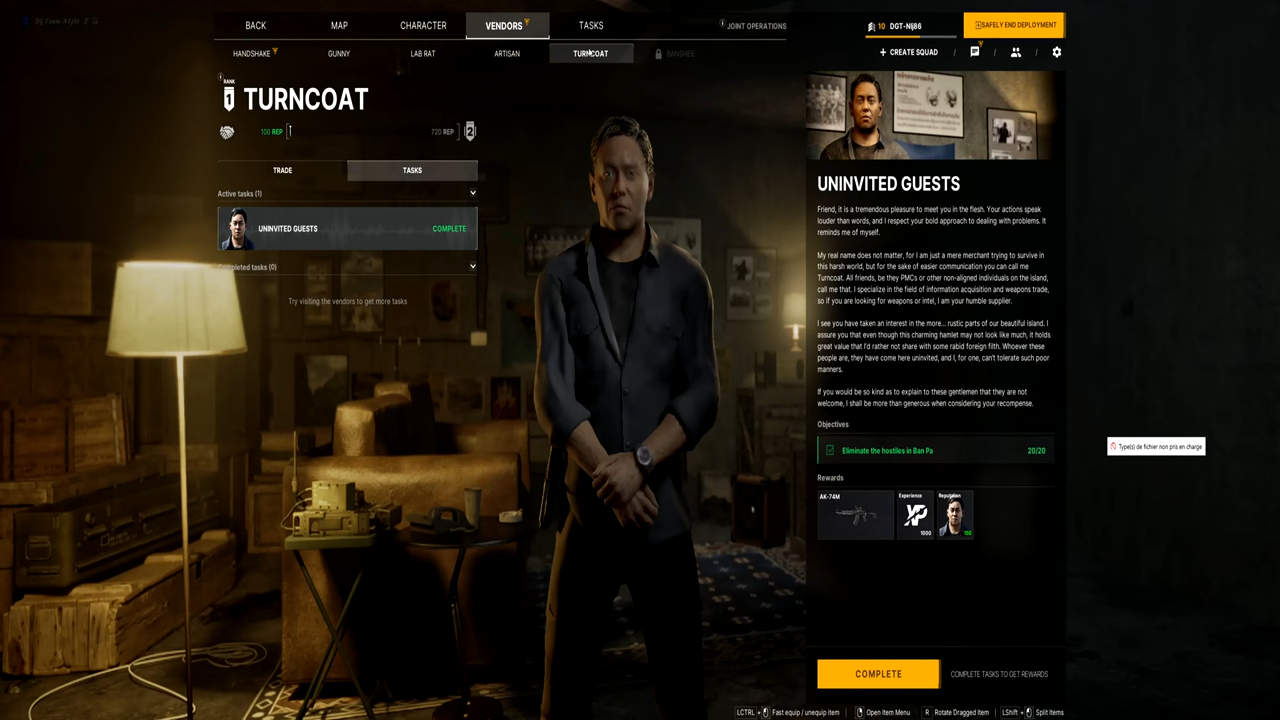 BACK
MAP
CHARACTER
VENDORS
TASKS
JOINT OPERATIONS
10 DGT-NI86
SAFELY END DEPLOYMENT
HANDSHAKE
GUNNY
LAB RAT
ARTISAN
TURNCOAT
BANSHEE
+ CREATE SQUAD
RANK
1
TURNCOAT
100 REP
720 REP
2
TRADE
TASKS
Active tasks (1)
UNINVITED GUESTS
COMPLETE
Completed tasks (0)
Try visiting the vendors to get more tasks
UNINVITED GUESTS
Friend, it is a tremendous pleasure to meet you in the flesh. Your actions speak
louder than words, and I respect your bold approach to dealing with problems. It
reminds me of myself.
My real name does not matter, for I am just a mere merchant trying to survive in
this harsh world, but for the sake of easier communication you can call me
Turncoat. All friends, be they PMCs or other non-aligned individuals on the island,
call me that. I specialize in the field of information acquisition and weapons trade,
so if you are looking for weapons or intel, I am your humble supplier.
I see you have taken an interest in the more... rustic parts of our beautiful island. I
assure you that even though this charming hamlet may not look like much, it holds
great value that I'd rather not share with some rabid foreign filth. Whoever these
people are, they have come here uninvited, and I, for one, can't tolerate such poor
manners.
If you would be so kind as to explain to these gentlemen that they are not
welcome, I shall be more than generous when considering your recompense.
Objectives
Eliminate the hostiles in Ban Pa
20/20
Type(s) de fichier non pris en charge
Rewards
AK-74M
Experience
XP
1000
Reputation
150
COMPLETE
COMPLETE TASKS TO GET REWARDS
LCTRL + Fast equip / unequip item
Open Item Menu
R Rotate Dragged Item
LShift + Split Items